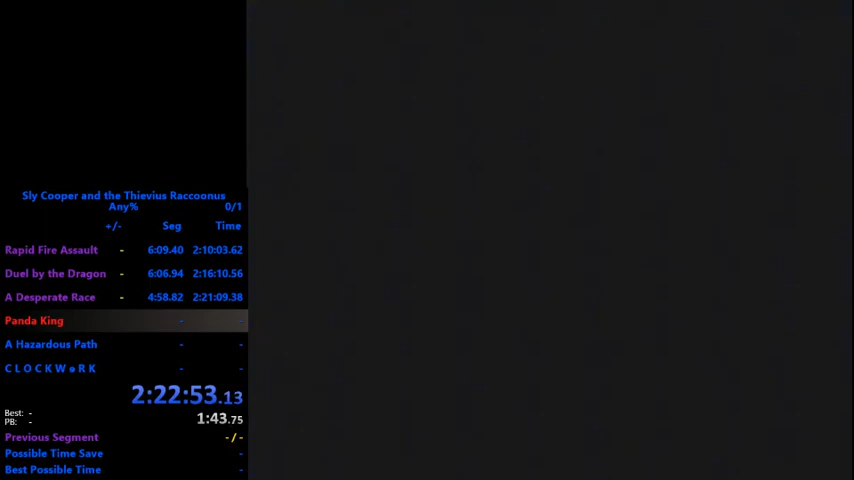 Sly Cooper and the Thievius Raccoonus
Any% 0/1
+/- Seg Time
Rapid Fire Assault - 6:09.40 2:10:03.62
Duel by the Dragon - 6:06.94 2:16:10.56
A Desperate Race - 4:58.82 2:21:09.38
Panda King - -
A Hazardous Path - -
C L O C K W e R K - -
2:22:53.13
Best: -
PB: - 1:43.75
Previous Segment -/-
Possible Time Save -
Best Possible Time -